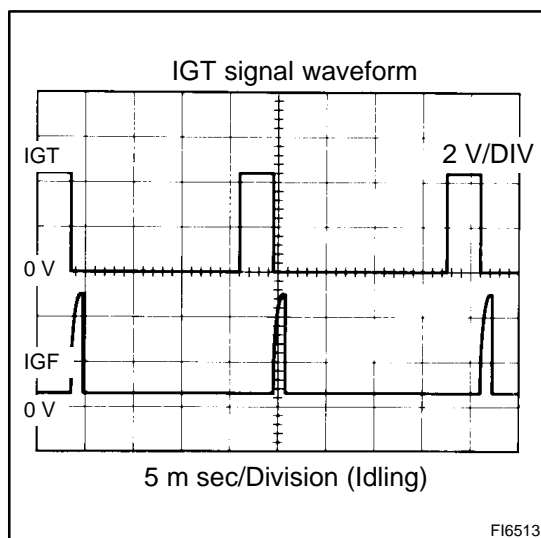 IGT signal waveform
IGT
2 V/DIV
0 V
IGF
0 V
5 m sec/Division (Idling)
FI6513